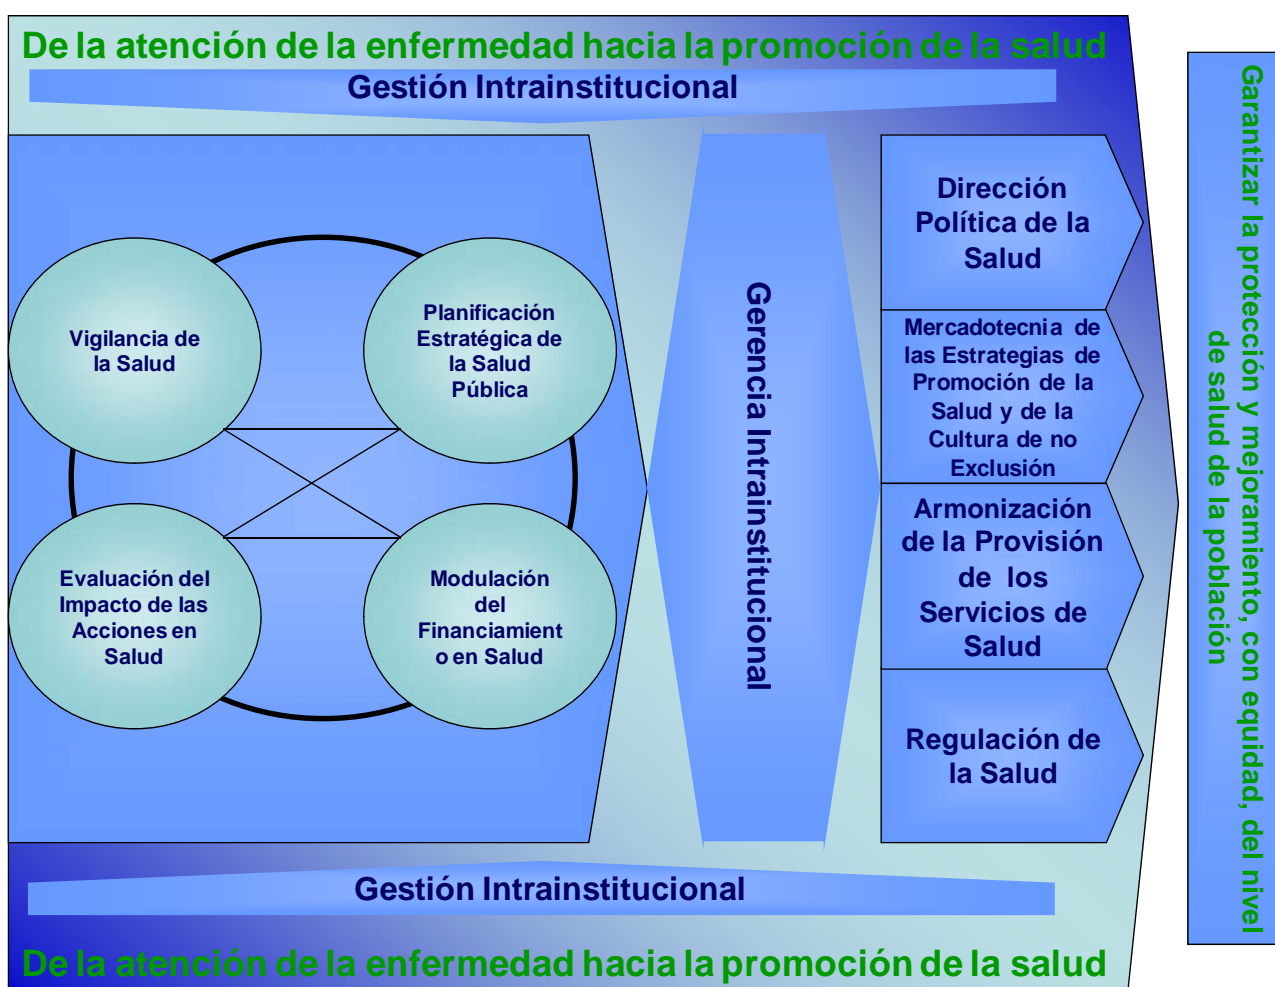 De la atención de la enfermedad hacia la promoción de la salud
Gestión Intrainstitucional
Vigilancia de
la Salud
Planificación
Estratégica de
la Salud
Pública
Evaluación del
Impacto de las
Acciones en
Salud
Modulación
del
Financiamient
o en Salud
Gerencia Intrainstitucional
Dirección
Política de la
Salud
Mercadotecnia de
las Estrategias de
Promoción de la
Salud y de la
Cultura de no
Exclusión
Armonización
de la Provisión
de los
Servicios de
Salud
Regulación de
la Salud
Garantizar la protección y mejoramiento, con equidad, del nivel
de salud de la población
Gestión Intrainstitucional
De la atención de la enfermedad hacia la promoción de la salud